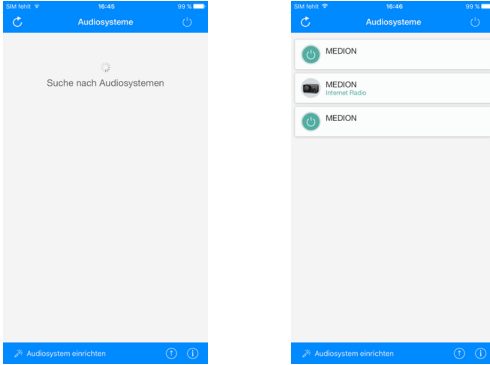 SIM fehlt 16:45 99 %
Audiosysteme
Suche nach Audiosystemen
Audiosystem einrichten
SIM fehlt 16:46 99 %
Audiosysteme
MEDION
MEDION
Internet Radio
MEDION
Audiosystem einrichten